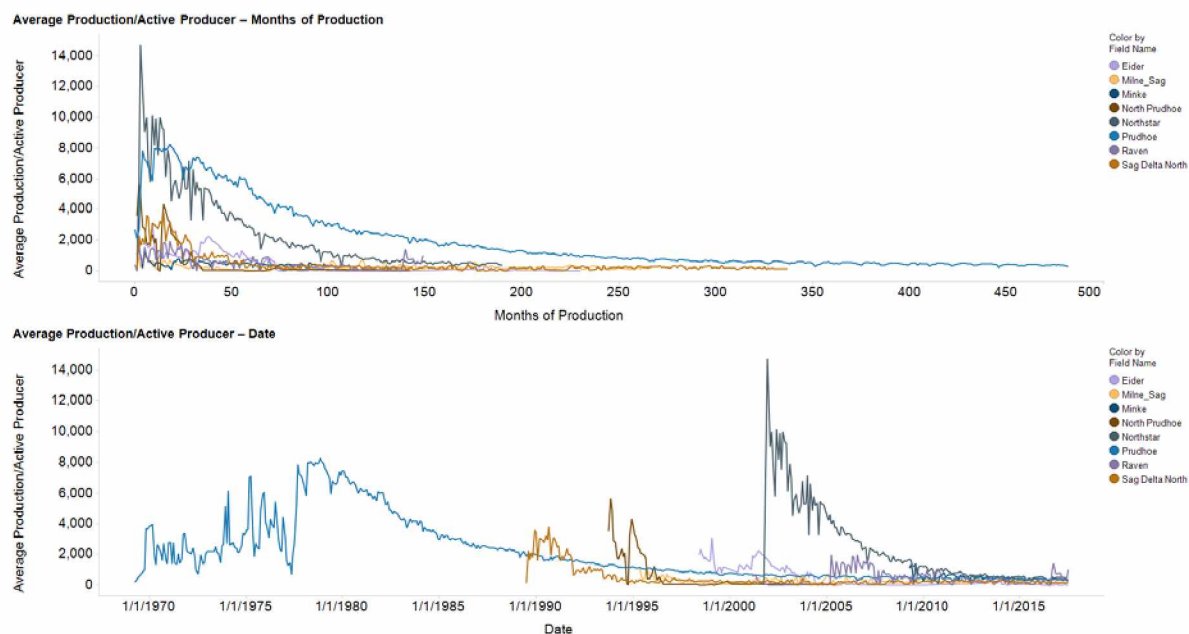 Average Production/Active Producer – Months of Production
Average Production/Active Producer
14,000
12,000
10,000
8,000
6,000
4,000
2,000
0
0 50 100 150 200 250 300 350 400 450 500
Months of Production
Color by
Field Name
Eider
Milne_Sag
Minke
North Prudhoe
Northstar
Prudhoe
Raven
Sag Delta North
Average Production/Active Producer – Date
Average Production/Active Producer
14,000
12,000
10,000
8,000
6,000
4,000
2,000
0
1/1/1970 1/1/1975 1/1/1980 1/1/1985 1/1/1990 1/1/1995 1/1/2000 1/1/2005 1/1/2010 1/1/2015
Date
Color by
Field Name
Eider
Milne_Sag
Minke
North Prudhoe
Northstar
Prudhoe
Raven
Sag Delta North